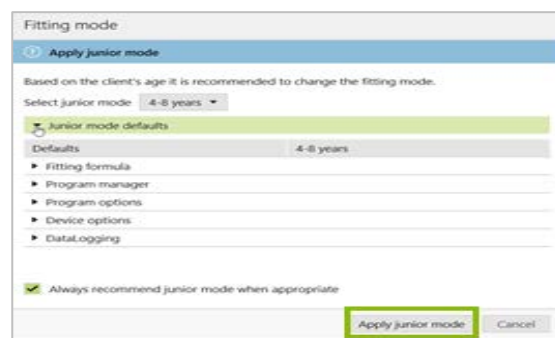 Fitting mode
Apply junior mode
Based on the client's age it is recommended to change the fitting mode.
Select junior mode 4-8 years
Junior mode defaults
Defaults 4-8 years
Fitting formula
Program manager
Program options
Device options
DataLogging
Always recommend junior mode when appropriate
Apply junior mode Cancel